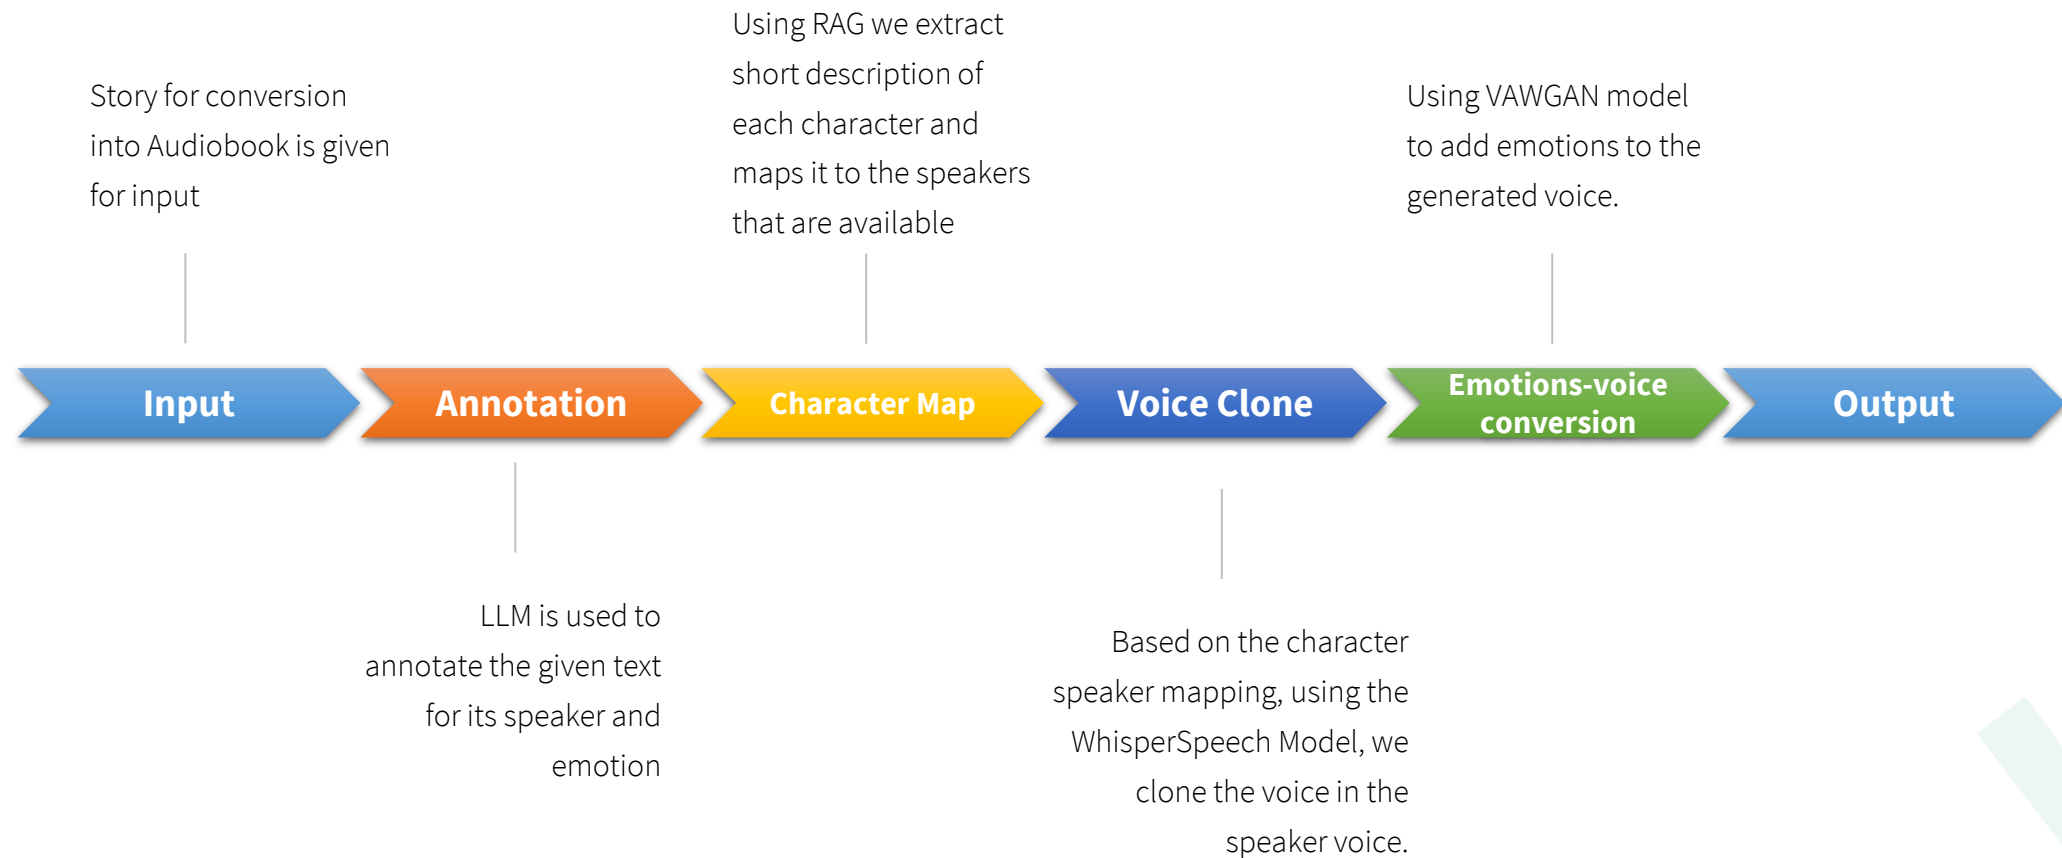 Story for conversion
into Audiobook is given
for input
Using RAG we extract
short description of
each character and
maps it to the speakers
that are available
Using VAWGAN model
to add emotions to the
generated voice.
Input
Annotation
Character Map
Voice Clone
Emotions-voice
conversion
Output
LLM is used to
annotate the given text
for its speaker and
emotion
Based on the character
speaker mapping, using the
WhisperSpeech Model, we
clone the voice in the
speaker voice.